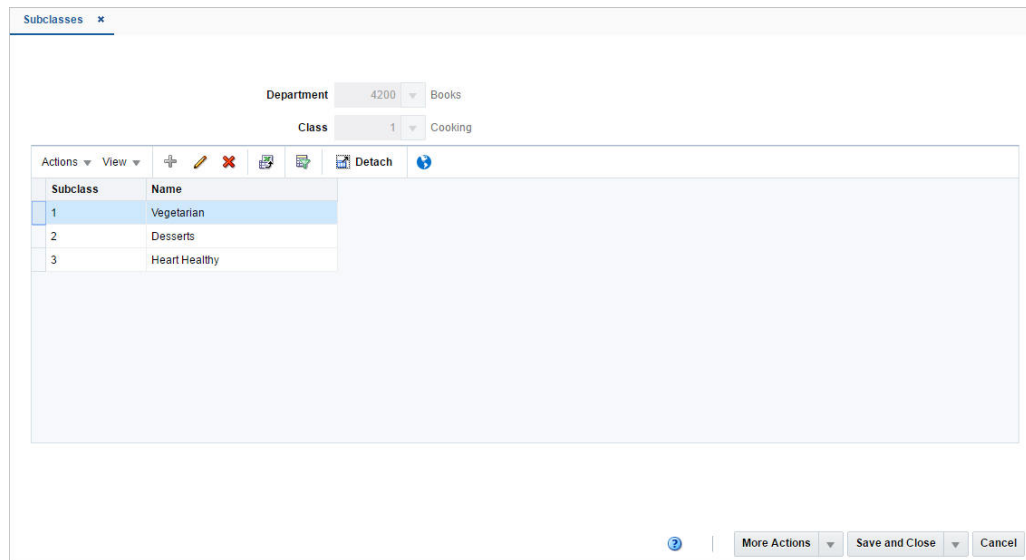 Subclasses
Department 4200 Books
Class 1 Cooking
Actions View Detach
Subclass Name
1 Vegetarian
2 Desserts
3 Heart Healthy
More Actions Save and Close Cancel